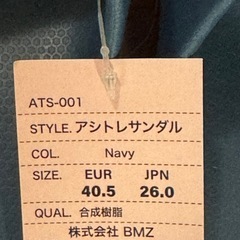 ATS-001
STYLE. アシトレサンダル
COL. Navy
SIZE. EUR JPN
40.5 26.0
QUAL. 合成樹脂
株式会社 BMZ